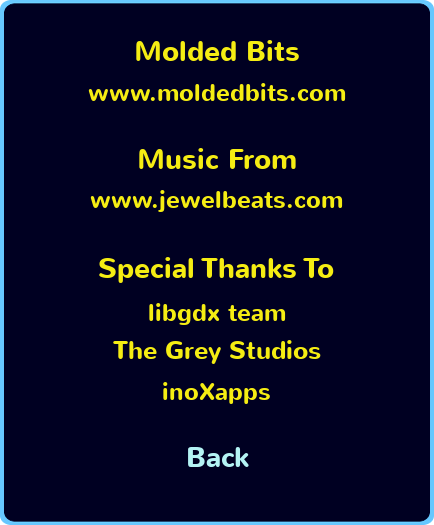 Molded Bits
www.moldedbits.com
Music From
www.jewelbeats.com
Special Thanks To
libgdx team
The Grey Studios
inoXapps
Back